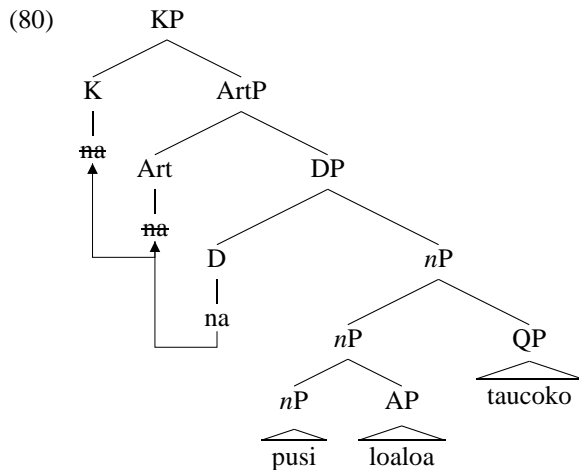 (80)
KP
K ArtP
na
Art DP
na
D nP
na
nP QP
nP AP taucoko
pusi loaloa